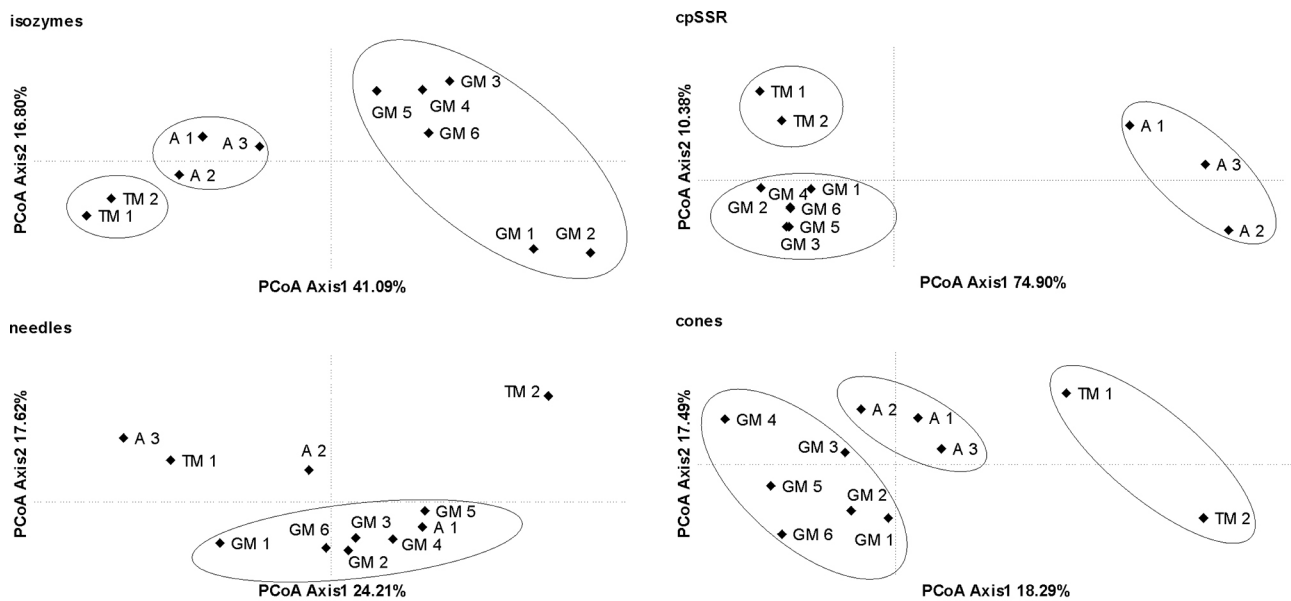 isozymes
PCoA Axis2 16.80%
GM 3
GM 5
GM 4
GM 6
A 1
A 3
A 2
TM 2
TM 1
GM 1
GM 2
PCoA Axis1 41.09%
cpSSR
PCoA Axis2 10.38%
TM 1
TM 2
A 1
A 3
GM 4
GM 1
GM 2
GM 6
GM 5
GM 3
A 2
PCoA Axis1 74.90%
needles
PCoA Axis2 17.62%
TM 2
A 3
TM 1
A 2
GM 5
GM 3
A 1
GM 6
GM 1
GM 4
GM 2
PCoA Axis1 24.21%
cones
PCoA Axis2 17.49%
TM 1
A 2
A 1
GM 4
GM 3
A 3
GM 5
GM 2
TM 2
GM 6
GM 1
PCoA Axis1 18.29%